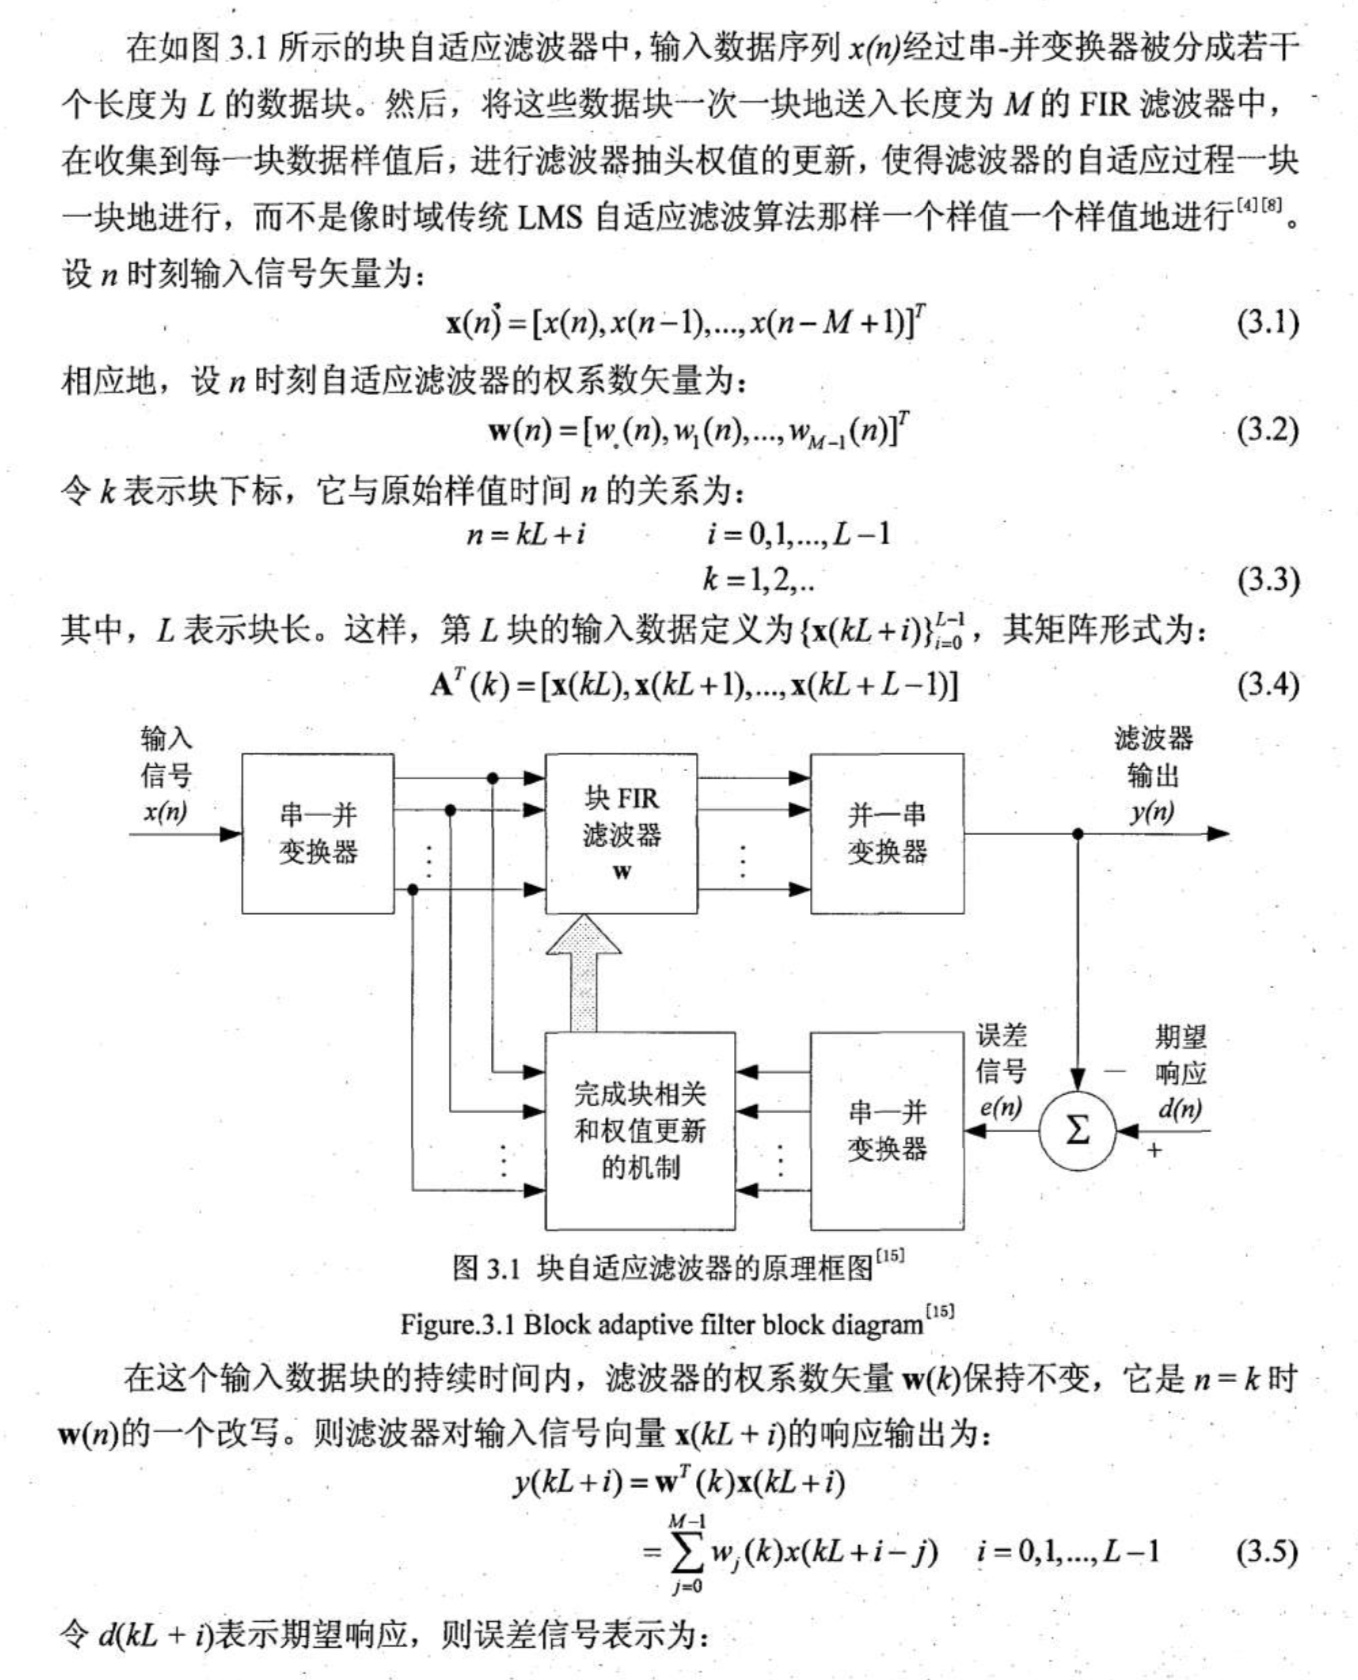 在如图 3.1 所示的块自适应滤波器中，输入数据序列 x(n)经过串-并变换器被分成若干
个长度为 L 的数据块。然后，将这些数据块一次一块地送入长度为 M 的 FIR 滤波器中，
在收集到每一块数据样值后，进行滤波器抽头权值的更新，使得滤波器的自适应过程一块
一块地进行，而不是像时域传统 LMS 自适应滤波算法那样一个样值一个样值地进行[4][8]。
设 n 时刻输入信号矢量为：
x(n)=[x(n),x(n−1),...,x(n−M+1)]^T (3.1)
相应地，设 n 时刻自适应滤波器的权系数矢量为：
w(n)=[w.(n),w_1(n),...,w_{M−1}(n)]^T (3.2)
令 k 表示块下标，它与原始样值时间 n 的关系为：
n=kL+i i=0,1,...,L−1
k=1,2,.. (3.3)
其中，L 表示块长。这样，第 L 块的输入数据定义为{x(kL+i)}_{i=0}^{L−1}，其矩阵形式为：
A^T(k)=[x(kL),x(kL+1),...,x(kL+L−1)] (3.4)
输入
信号
x(n)
串—并
变换器
块 FIR
滤波器
w
并—串
变换器
滤波器
输出
y(n)
完成块相关
和权值更新
的机制
串—并
变换器
误差
信号
e(n)
Σ
—
期望
响应
d(n)
+
图 3.1 块自适应滤波器的原理框图[15]
Figure.3.1 Block adaptive filter block diagram[15]
在这个输入数据块的持续时间内，滤波器的权系数矢量 w(k)保持不变，它是 n = k 时
w(n)的一个改写。则滤波器对输入信号向量 x(kL + i)的响应输出为：
y(kL+i)=w^T(k)x(kL+i)
=∑_{j=0}^{M−1} w_j(k)x(kL+i−j) i=0,1,...,L−1 (3.5)
令 d(kL + i)表示期望响应，则误差信号表示为：